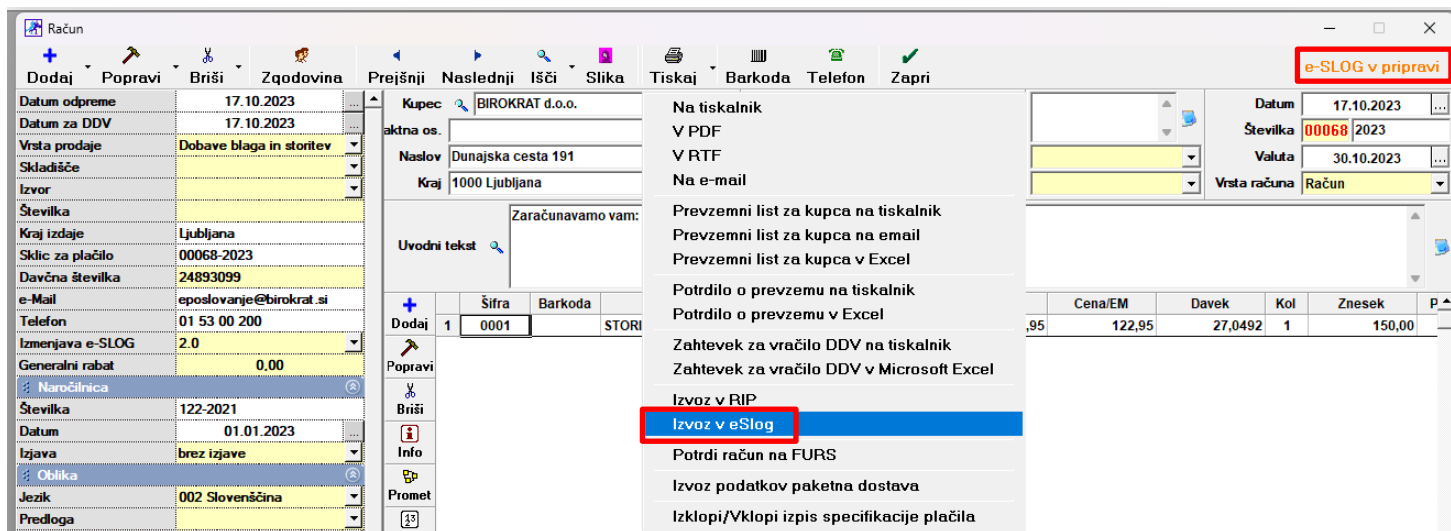 Račun
Dodaj Popravi Briši Zgodovina Prejšnji Naslednji Išči Slika Tiskaj Barkoda Telefon Zapri
e-SLOG v pripravi
Datum odpreme 17.10.2023 ...
Datum za DDV 17.10.2023 ...
Vrsta prodaje Dobave blaga in storitev
Skladišče
Izvor
Številka
Kraj izdaje Ljubljana
Sklic za plačilo 00068-2023
Davčna številka 24893099
e-Mail eposlovanje@birokrat.si
Telefon 01 53 00 200
Izmenjava e-SLOG 2.0
Generalni rabat 0,00
Naročilnica
Številka 122-2021
Datum 01.01.2023 ...
Izjava brez izjave
Oblika
Jezik 002 Slovenščina
Predloga
Kupec BIROKRAT d.o.o.
aktna os.
Naslov Dunajska cesta 191
Kraj 1000 Ljubljana
Uvodni tekst Zaračunavamo vam:
Datum 17.10.2023 ...
Številka 00068 2023
Valuta 30.10.2023 ...
Vrsta računa Račun
Na tiskalnik
V PDF
V RTF
Na e-mail
Prevzemni list za kupca na tiskalnik
Prevzemni list za kupca na email
Prevzemni list za kupca v Excel
Potrdilo o prevzemu na tiskalnik
Potrdilo o prevzemu v Excel
Zahtevek za vračilo DDV na tiskalnik
Zahtevek za vračilo DDV v Microsoft Excel
Izvoz v RIP
Izvoz v eSlog
Potrdi račun na FURS
Izvoz podatkov paketna dostava
Izklopi/Vklopi izpis specifikacije plačila
Dodaj
Popravi
Briši
Info
Promet
Šifra Barkoda Cena/EM Davek Kol Znesek P
1 0001 STORI ,95 122,95 27,0492 1 150,00